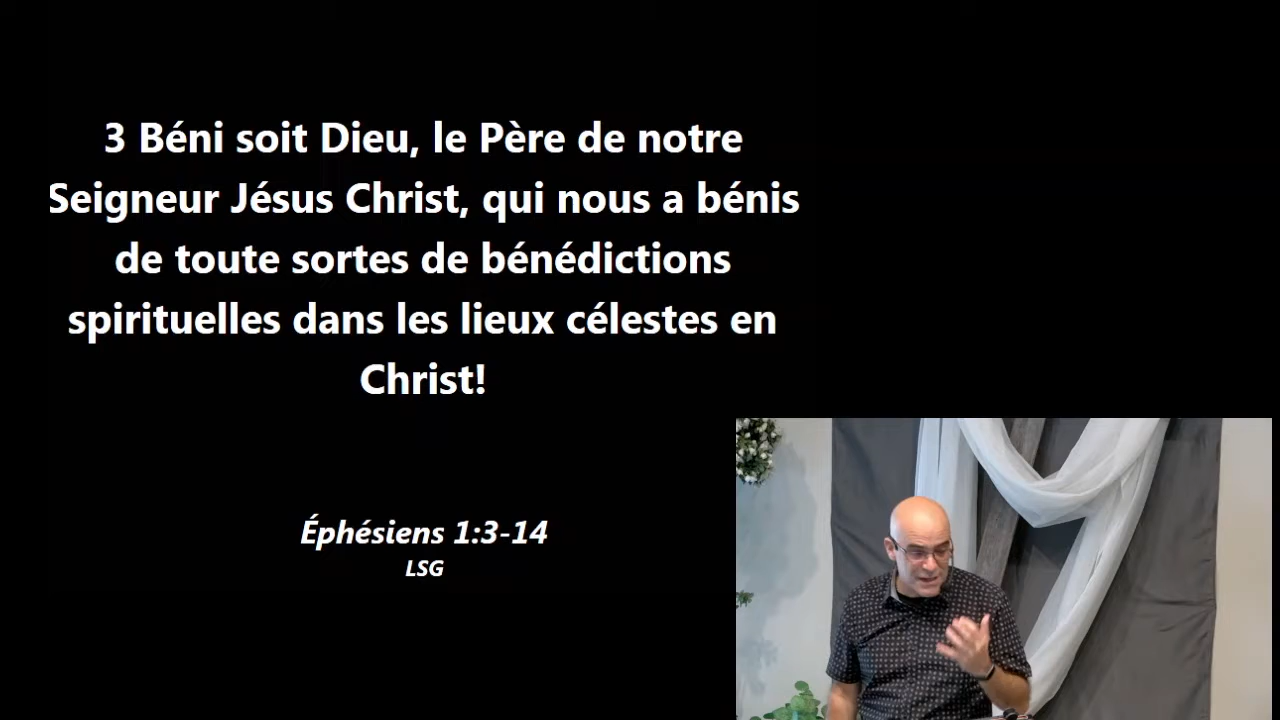 3 Béni soit Dieu, le Père de notre
Seigneur Jésus Christ, qui nous a bénis
de toute sortes de bénédictions
spirituelles dans les lieux célestes en
Christ!
Éphésiens 1:3-14
LSG